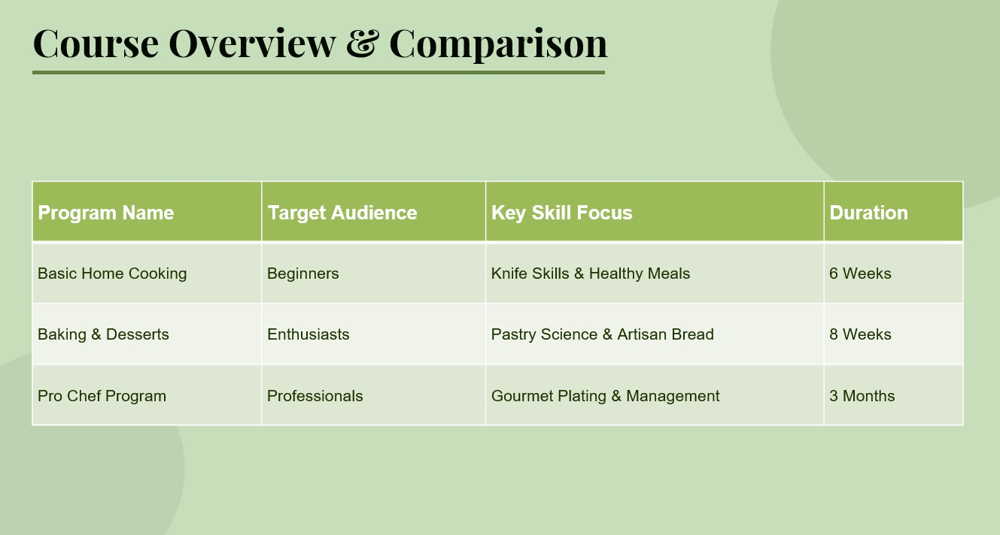 Course Overview & Comparison
Program Name Target Audience Key Skill Focus Duration
Basic Home Cooking Beginners Knife Skills & Healthy Meals 6 Weeks
Baking & Desserts Enthusiasts Pastry Science & Artisan Bread 8 Weeks
Pro Chef Program Professionals Gourmet Plating & Management 3 Months